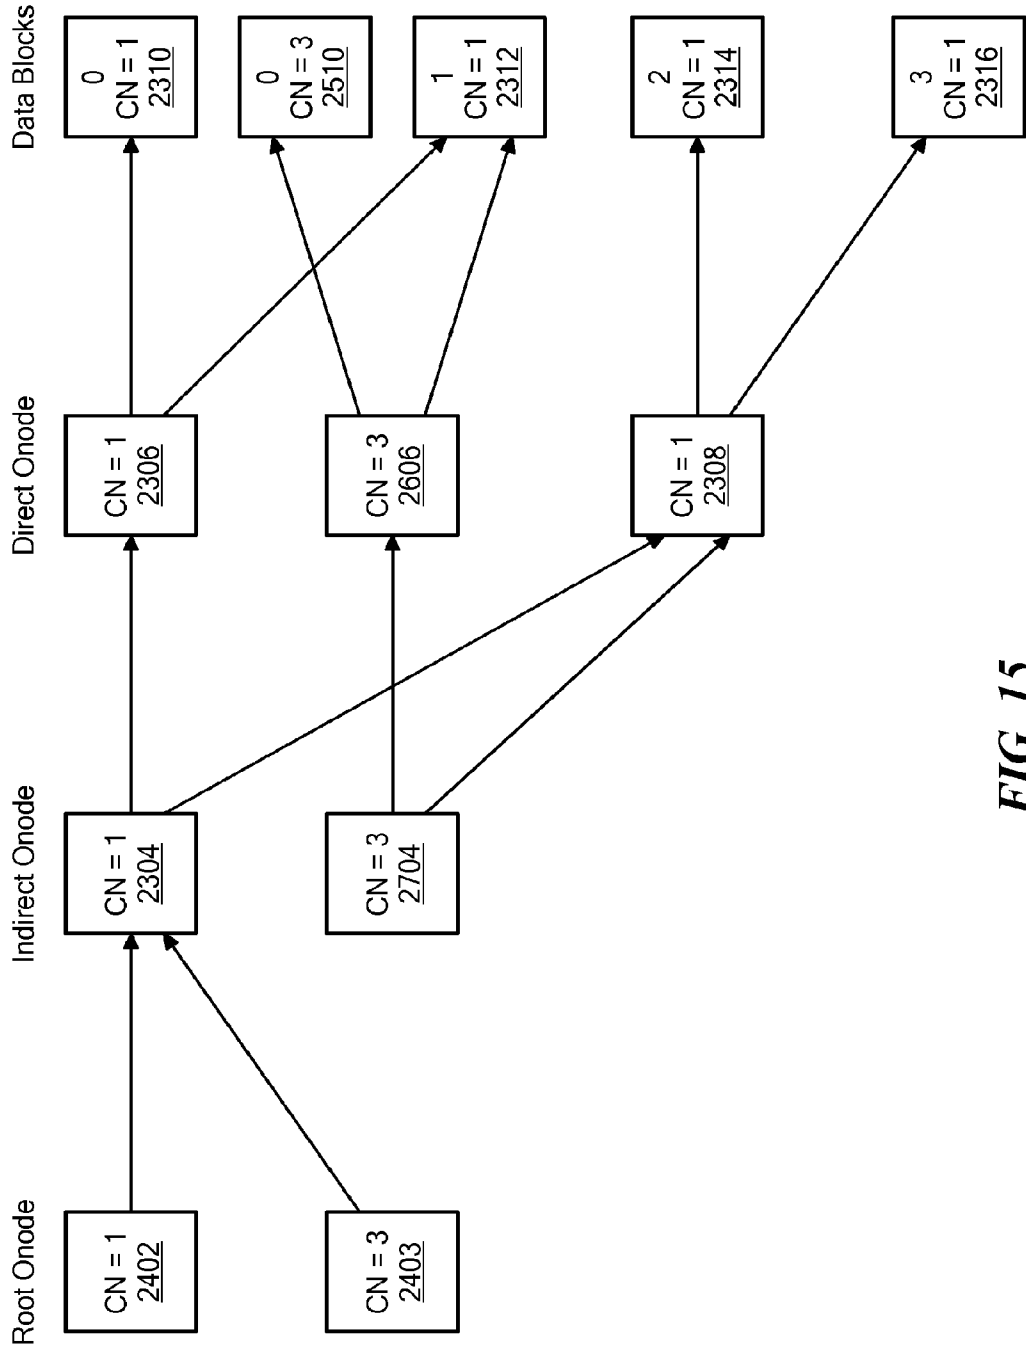 Root Onode
Indirect Onode
Direct Onode
Data Blocks
CN = 1
2402
CN = 1
2304
CN = 1
2306
0
CN = 1
2310
0
CN = 3
2510
CN = 3
2403
CN = 3
2704
CN = 3
2606
1
CN = 1
2312
CN = 1
2308
2
CN = 1
2314
3
CN = 1
2316
FIG. 15